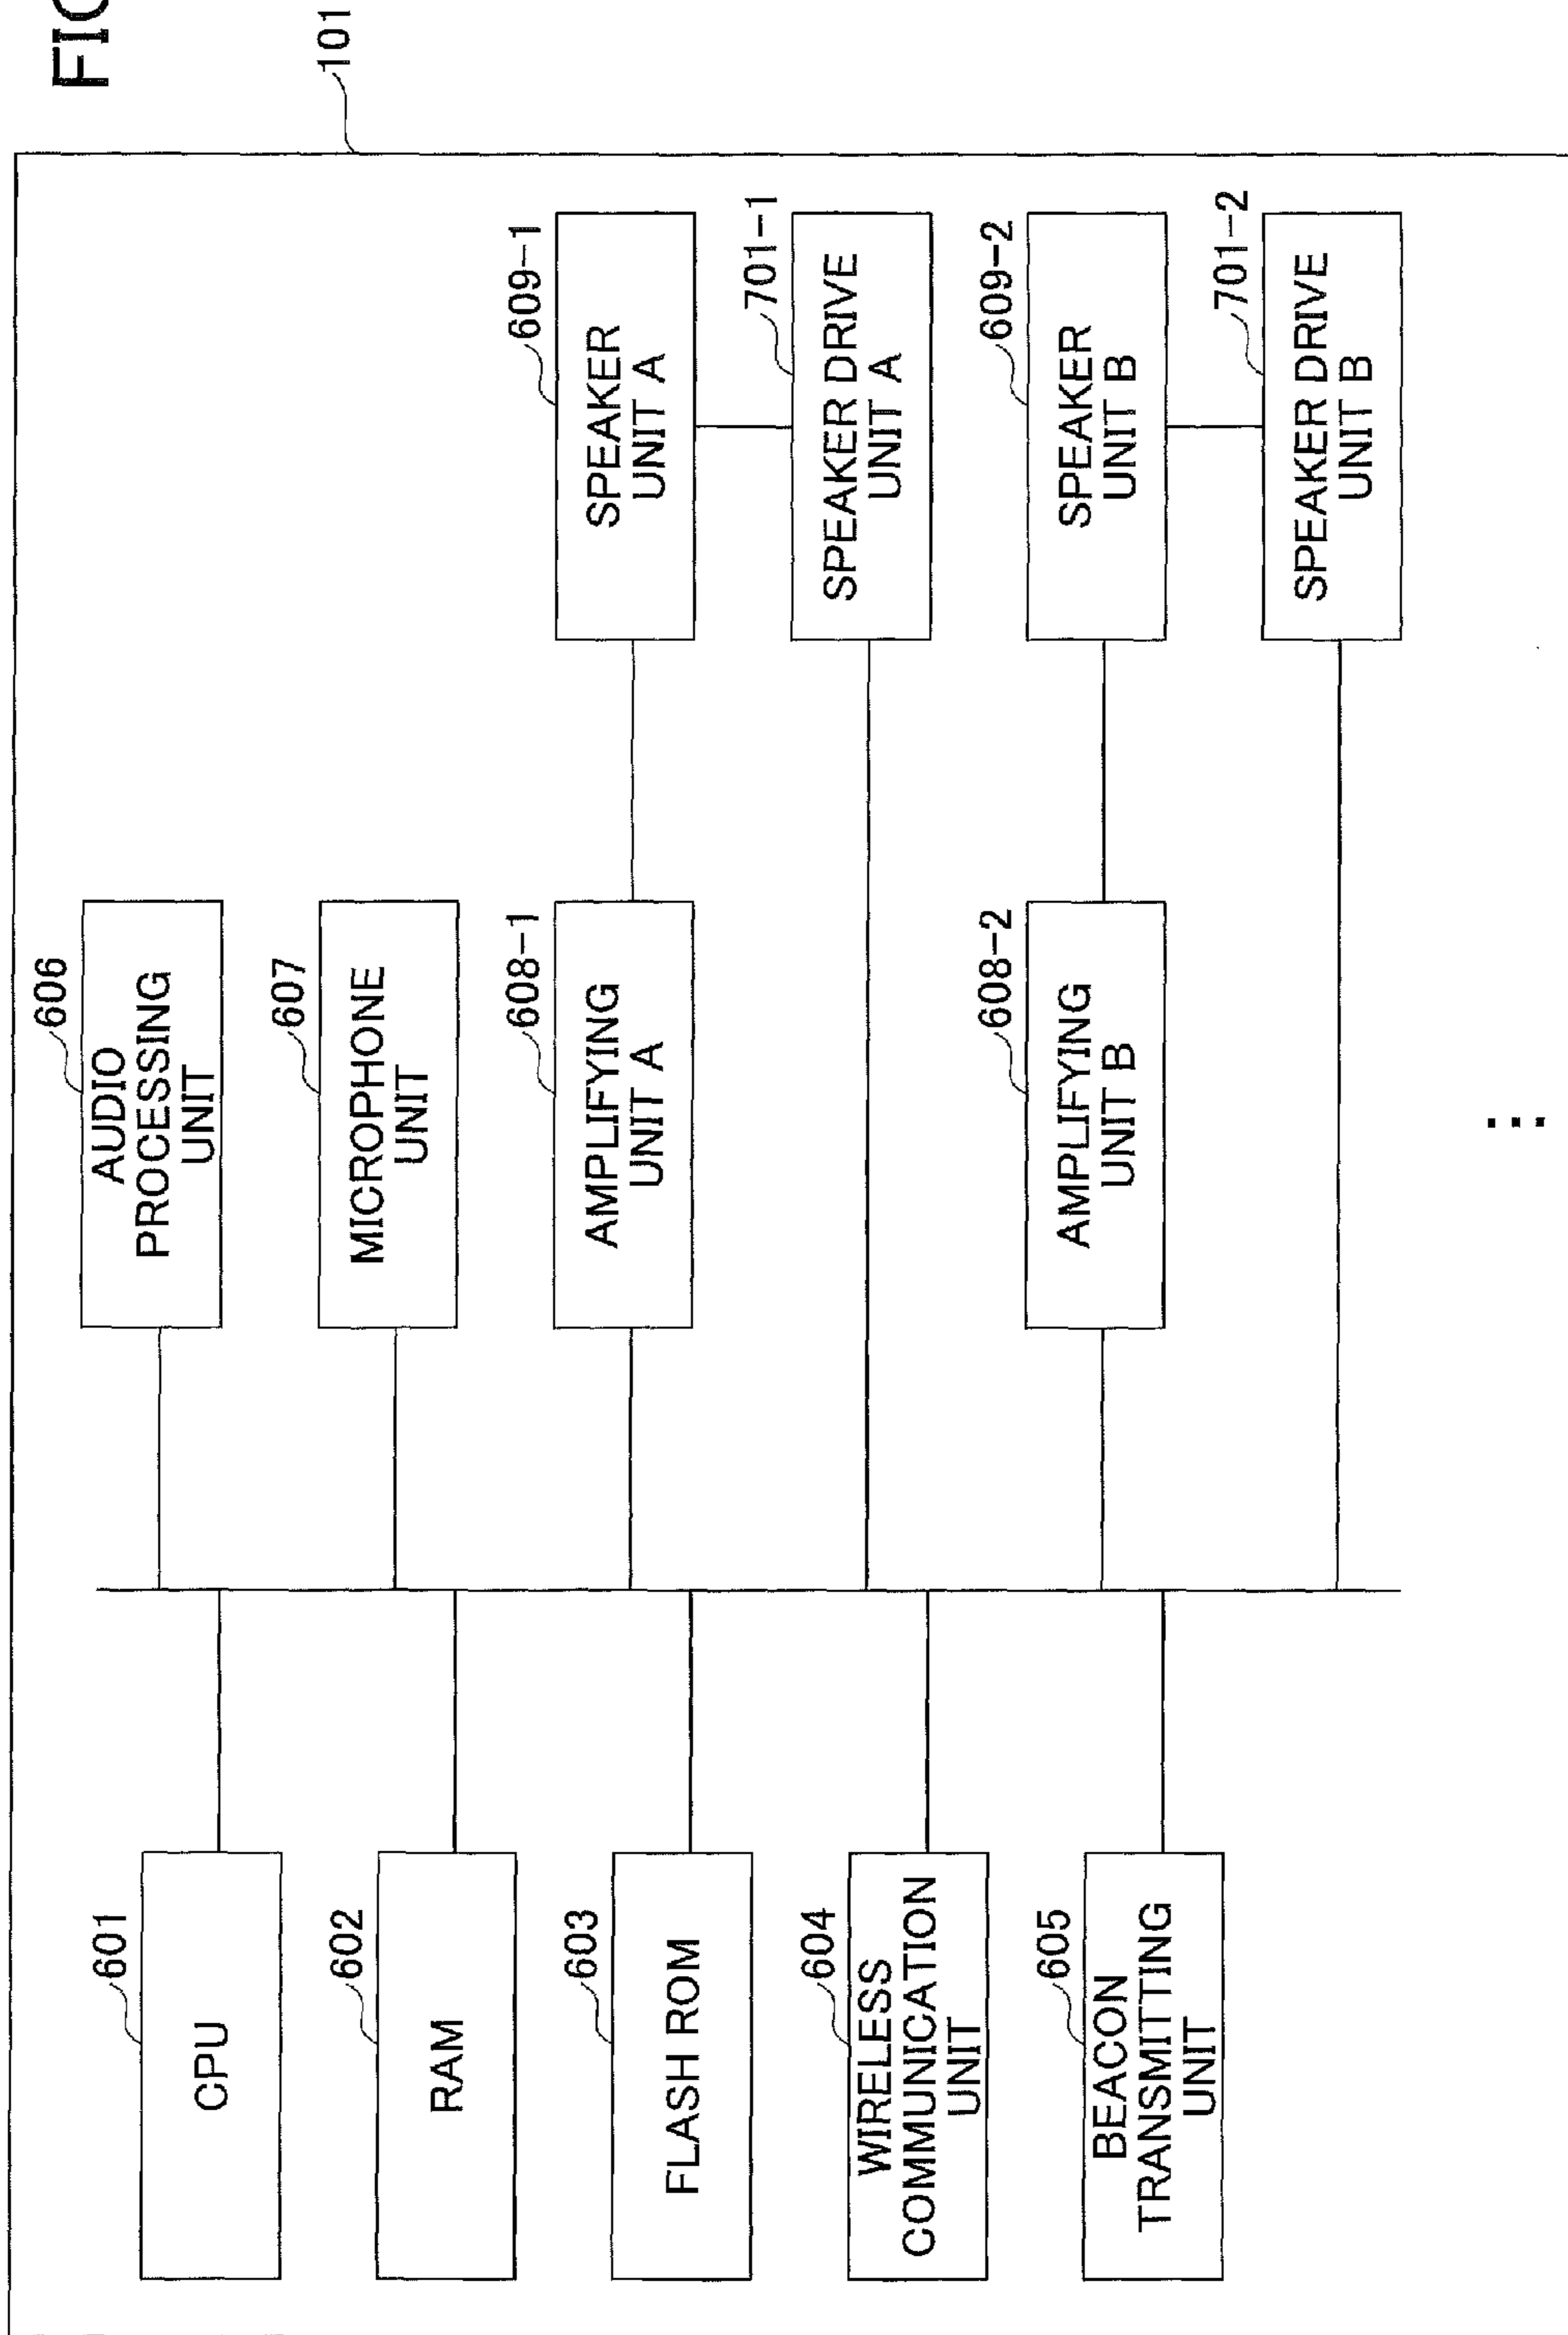 FIG
101
601
CPU
602
RAM
603
FLASH ROM
604
WIRELESS
COMMUNICATION
UNIT
605
BEACON
TRANSMITTING
UNIT
606
AUDIO
PROCESSING
UNIT
607
MICROPHONE
UNIT
608-1
AMPLIFYING
UNIT A
609-1
SPEAKER
UNIT A
701-1
SPEAKER DRIVE
UNIT A
608-2
AMPLIFYING
UNIT B
609-2
SPEAKER
UNIT B
701-2
SPEAKER DRIVE
UNIT B